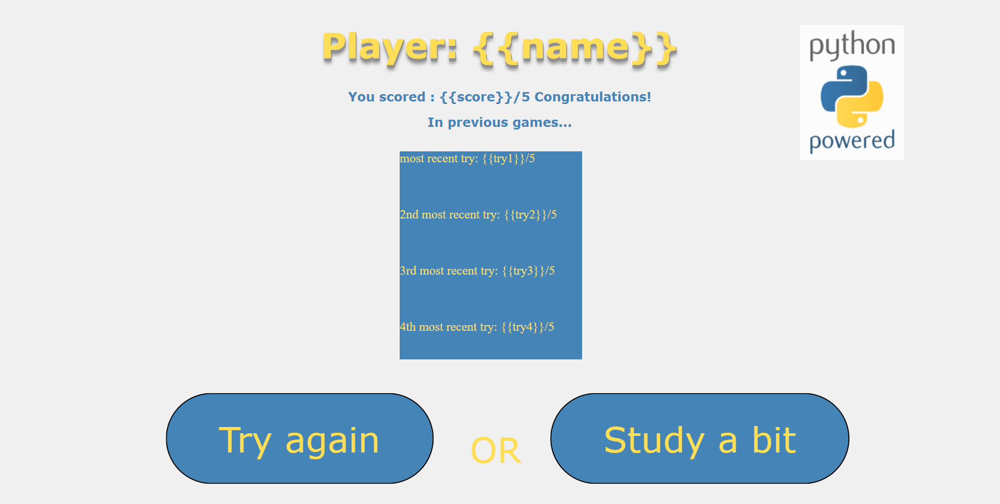 Player: {{name}}
python
powered
You scored : {{score}}/5 Congratulations!
In previous games...
most recent try: {{try1}}/5
2nd most recent try: {{try2}}/5
3rd most recent try: {{try3}}/5
4th most recent try: {{try4}}/5
Try again
OR
Study a bit